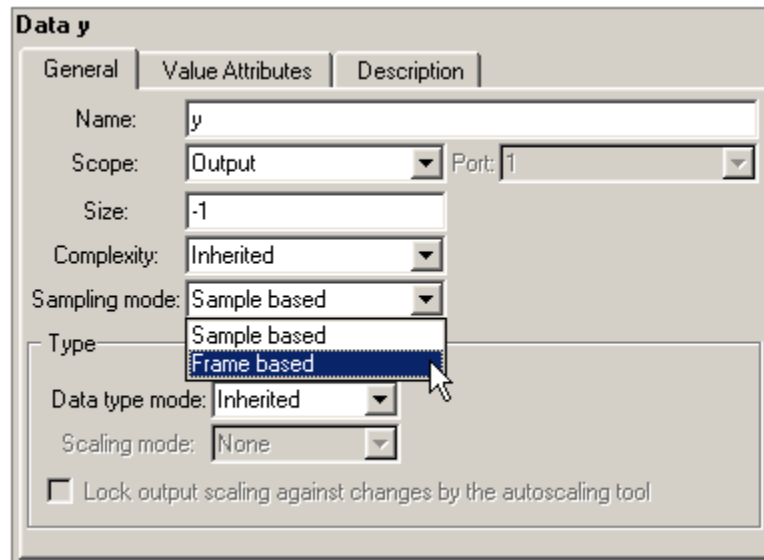 Data y
General Value Attributes Description
Name: y
Scope: Output Port: 1
Size: -1
Complexity: Inherited
Sampling mode: Sample based
Sample based
Type
Frame based
Data type mode: Inherited
Scaling mode: None
Lock output scaling against changes by the autoscaling tool